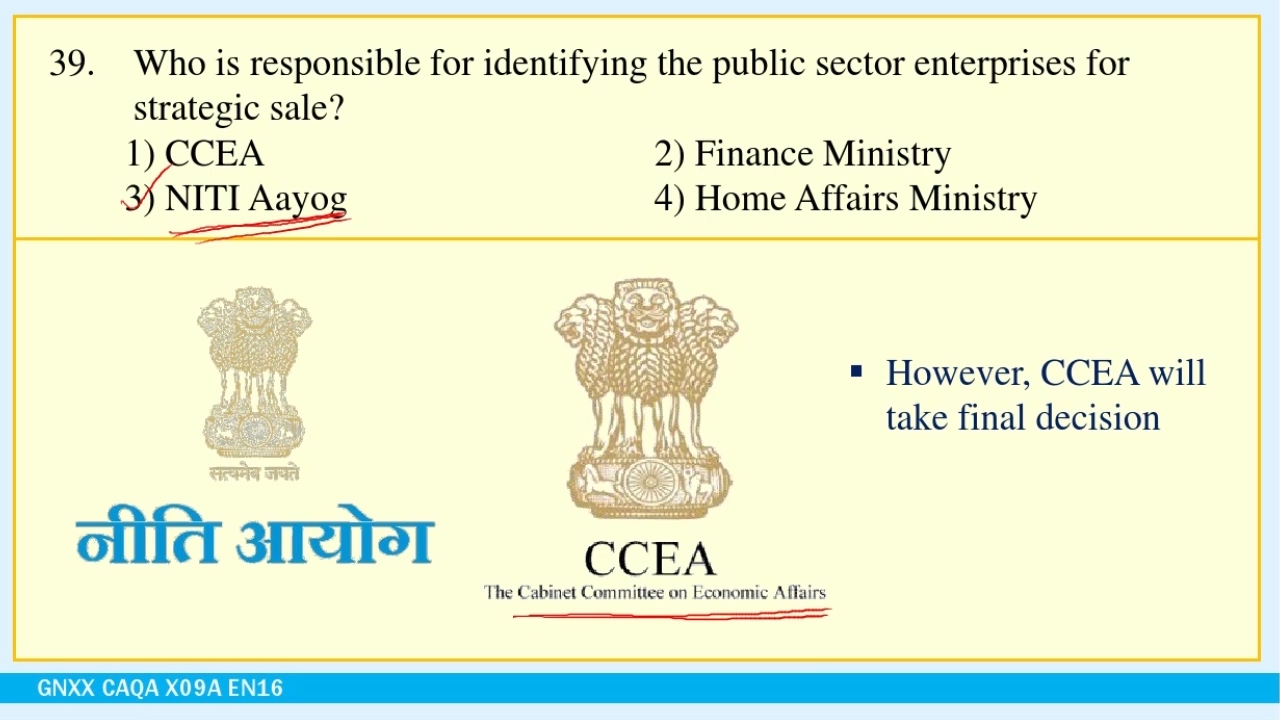 39. Who is responsible for identifying the public sector enterprises for
strategic sale?
1) CCEA 2) Finance Ministry
3) NITI Aayog 4) Home Affairs Ministry
सत्यमेव जयते
नीति आयोग
CCEA
The Cabinet Committee on Economic Affairs
▪ However, CCEA will
take final decision
GNXX CAQA X09A EN16